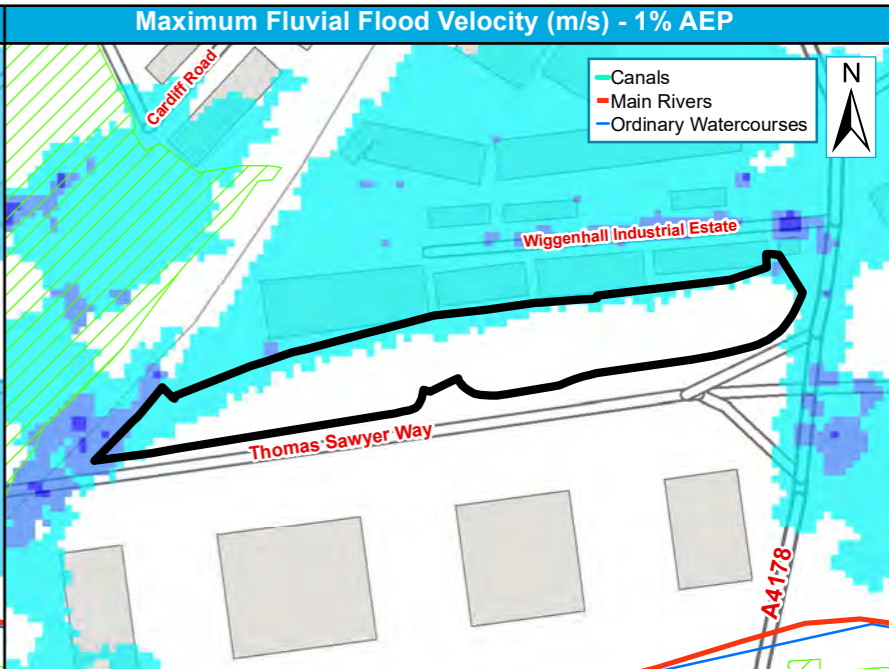 Maximum Fluvial Flood Velocity (m/s) - 1% AEP
Cardiff Road
Canals
Main Rivers
Ordinary Watercourses
N
Wiggenhall Industrial Estate
Thomas Sawyer Way
A4178